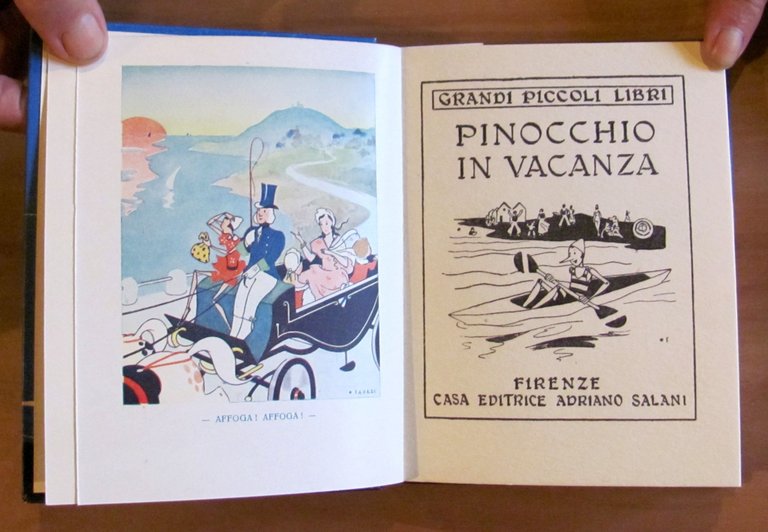 — AFFOGA! AFFOGA! —
GRANDI PICCOLI LIBRI
PINOCCHIO
IN VACANZA
FIRENZE
CASA EDITRICE ADRIANO SALANI